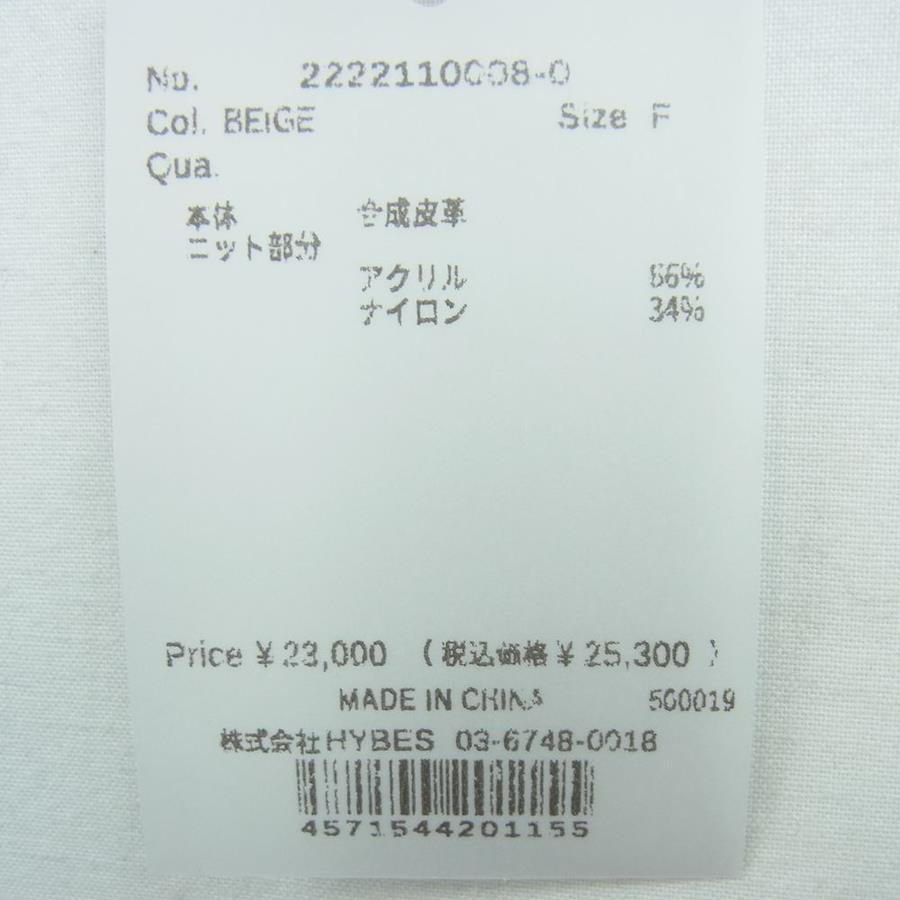 No. 2222110008-0
Col. BEIGE Size F
Qua.
本体 合成皮革
ニット部分
アクリル 66%
ナイロン 34%
Price ¥23,000 (税込価格¥25,300)
MADE IN CHINA 500019
株式会社HYBES 03-6748-0018
4571544201155